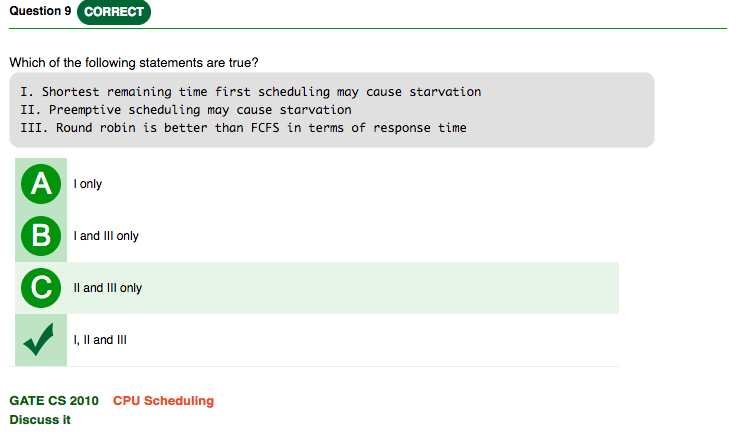 Question 9 CORRECT
Which of the following statements are true?
I. Shortest remaining time first scheduling may cause starvation
II. Preemptive scheduling may cause starvation
III. Round robin is better than FCFS in terms of response time
A I only
B I and III only
C II and III only
I, II and III
GATE CS 2010 CPU Scheduling
Discuss it